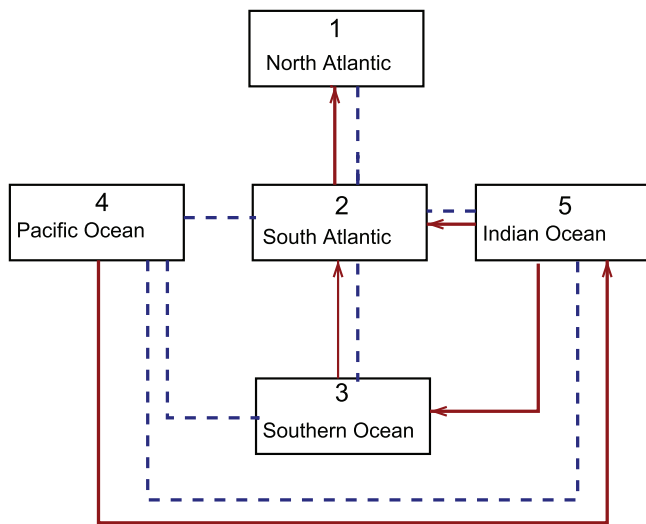 1
North Atlantic
4
Pacific Ocean
2
South Atlantic
5
Indian Ocean
3
Southern Ocean